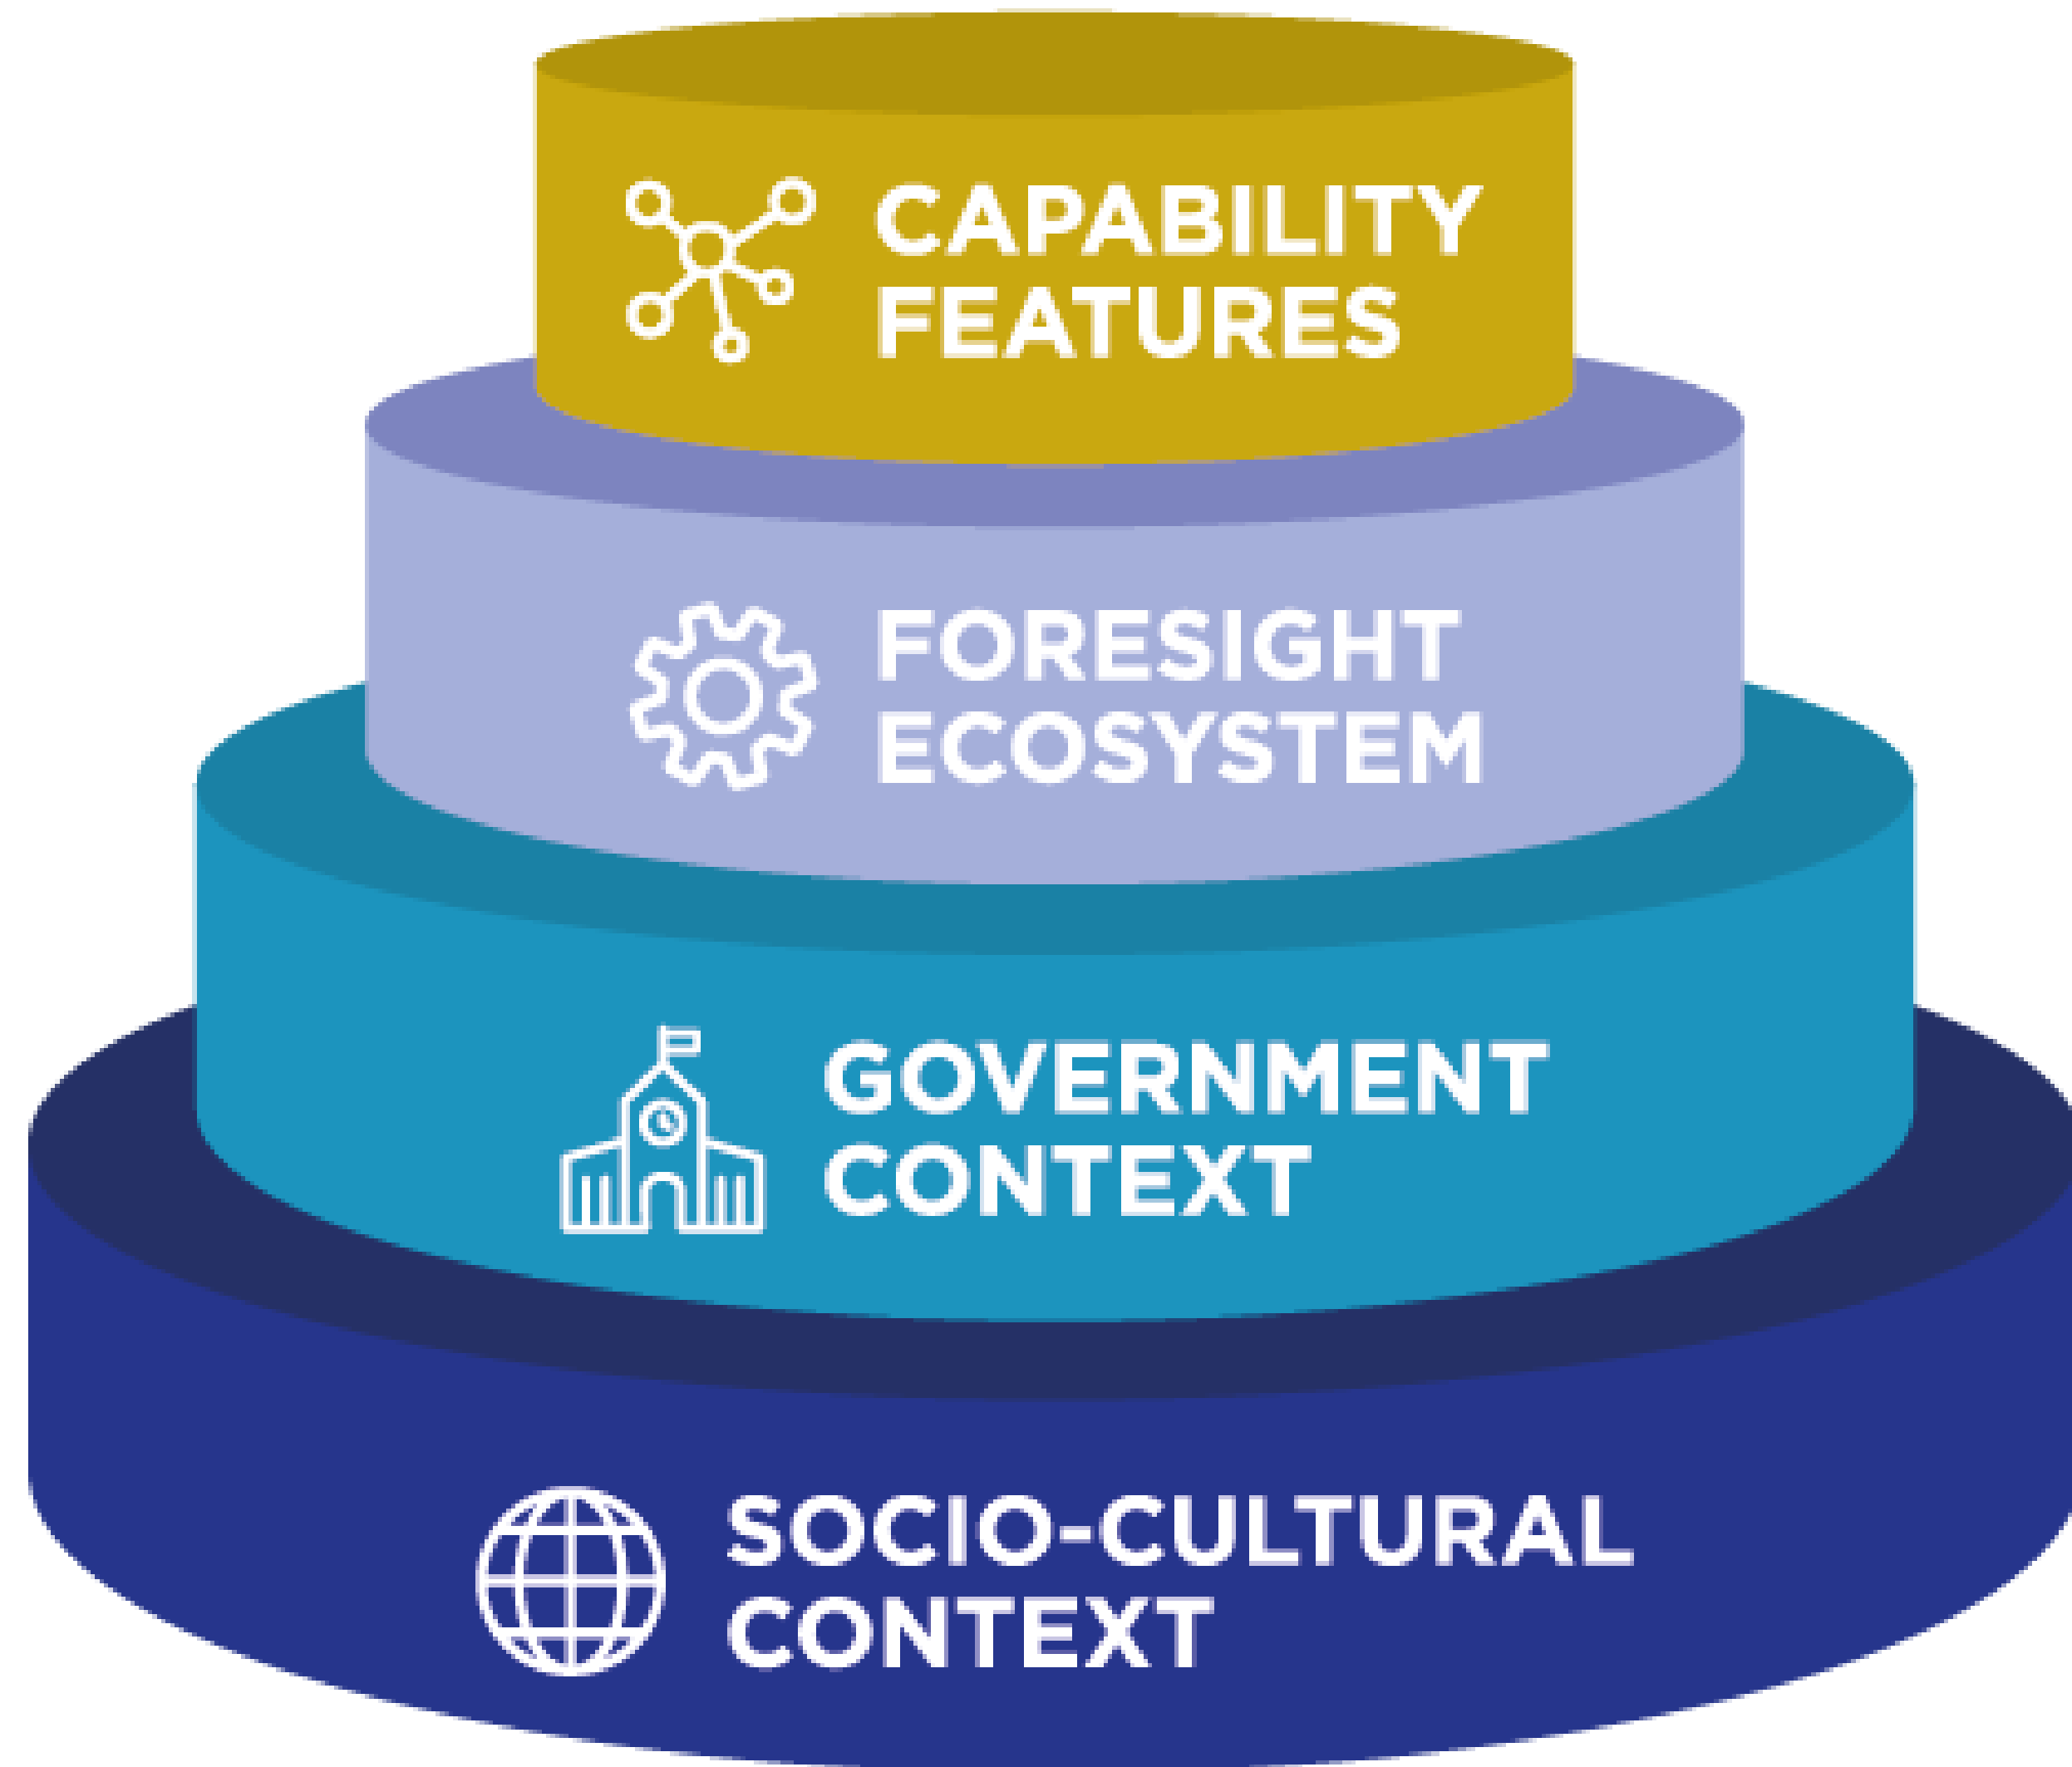 CAPABILITY
FEATURES
FORESIGHT
ECOSYSTEM
GOVERNMENT
CONTEXT
SOCIO-CULTURAL
CONTEXT